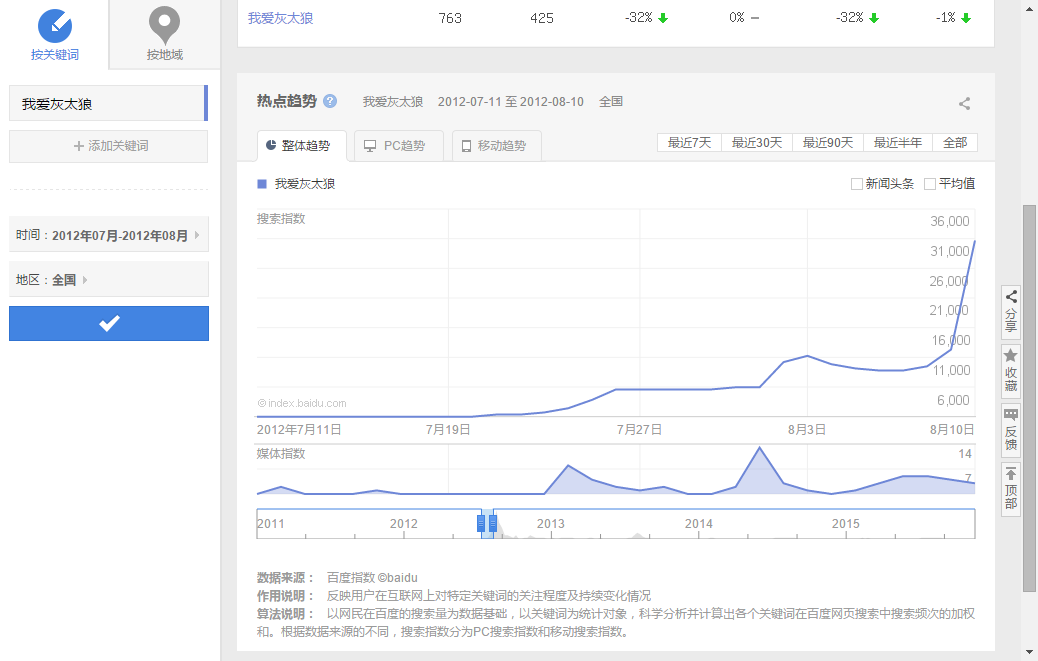 按关键词
按地域
我爱灰太狼
+ 添加关键词
时间：2012年07月-2012年08月
地区：全国
我爱灰太狼 763 425 -32% 0% -32% -1%
热点趋势 ? 我爱灰太狼 2012-07-11 至 2012-08-10 全国
整体趋势 PC趋势 移动趋势 最近7天 最近30天 最近90天 最近半年 全部
我爱灰太狼 新闻头条 平均值
搜索指数
36,000
31,000
26,000
21,000
16,000
11,000
6,000
© index.baidu.com
2012年7月11日 7月19日 7月27日 8月3日 8月10日
媒体指数
14
7
2011 2012 2013 2014 2015
数据来源： 百度指数 ©baidu
作用说明： 反映用户在互联网上对特定关键词的关注程度及持续变化情况
算法说明： 以网民在百度的搜索量为数据基础，以关键词为统计对象，科学分析并计算出各个关键词在百度网页搜索中搜索频次的加权
和。根据数据来源的不同，搜索指数分为PC搜索指数和移动搜索指数。
分享
收藏
反馈
顶部